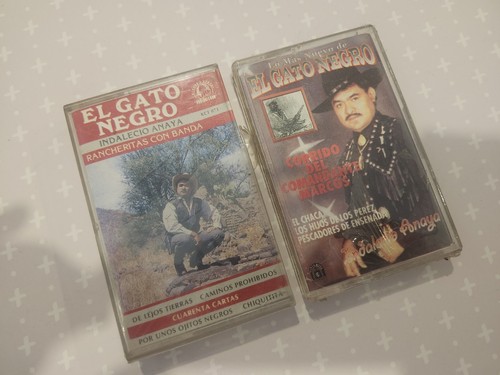 EL GATO
NEGRO
INDALECIO ANAYA
RANCHERITAS CON BANDA
DE LEJOS TIERRAS CAMINOS PROHIBIDOS
CUARENTA CARTAS
POR UNOS OJITOS NEGROS CHIQUITITA
Lo Mas Nuevo de
EL GATO NEGRO
CORRIDO
DEL
COMANDANTE
MARCOS
EL CHACA
LOS HIJOS DE LOS PEREZ
PESCADORES DE ENSENADA
Anaya